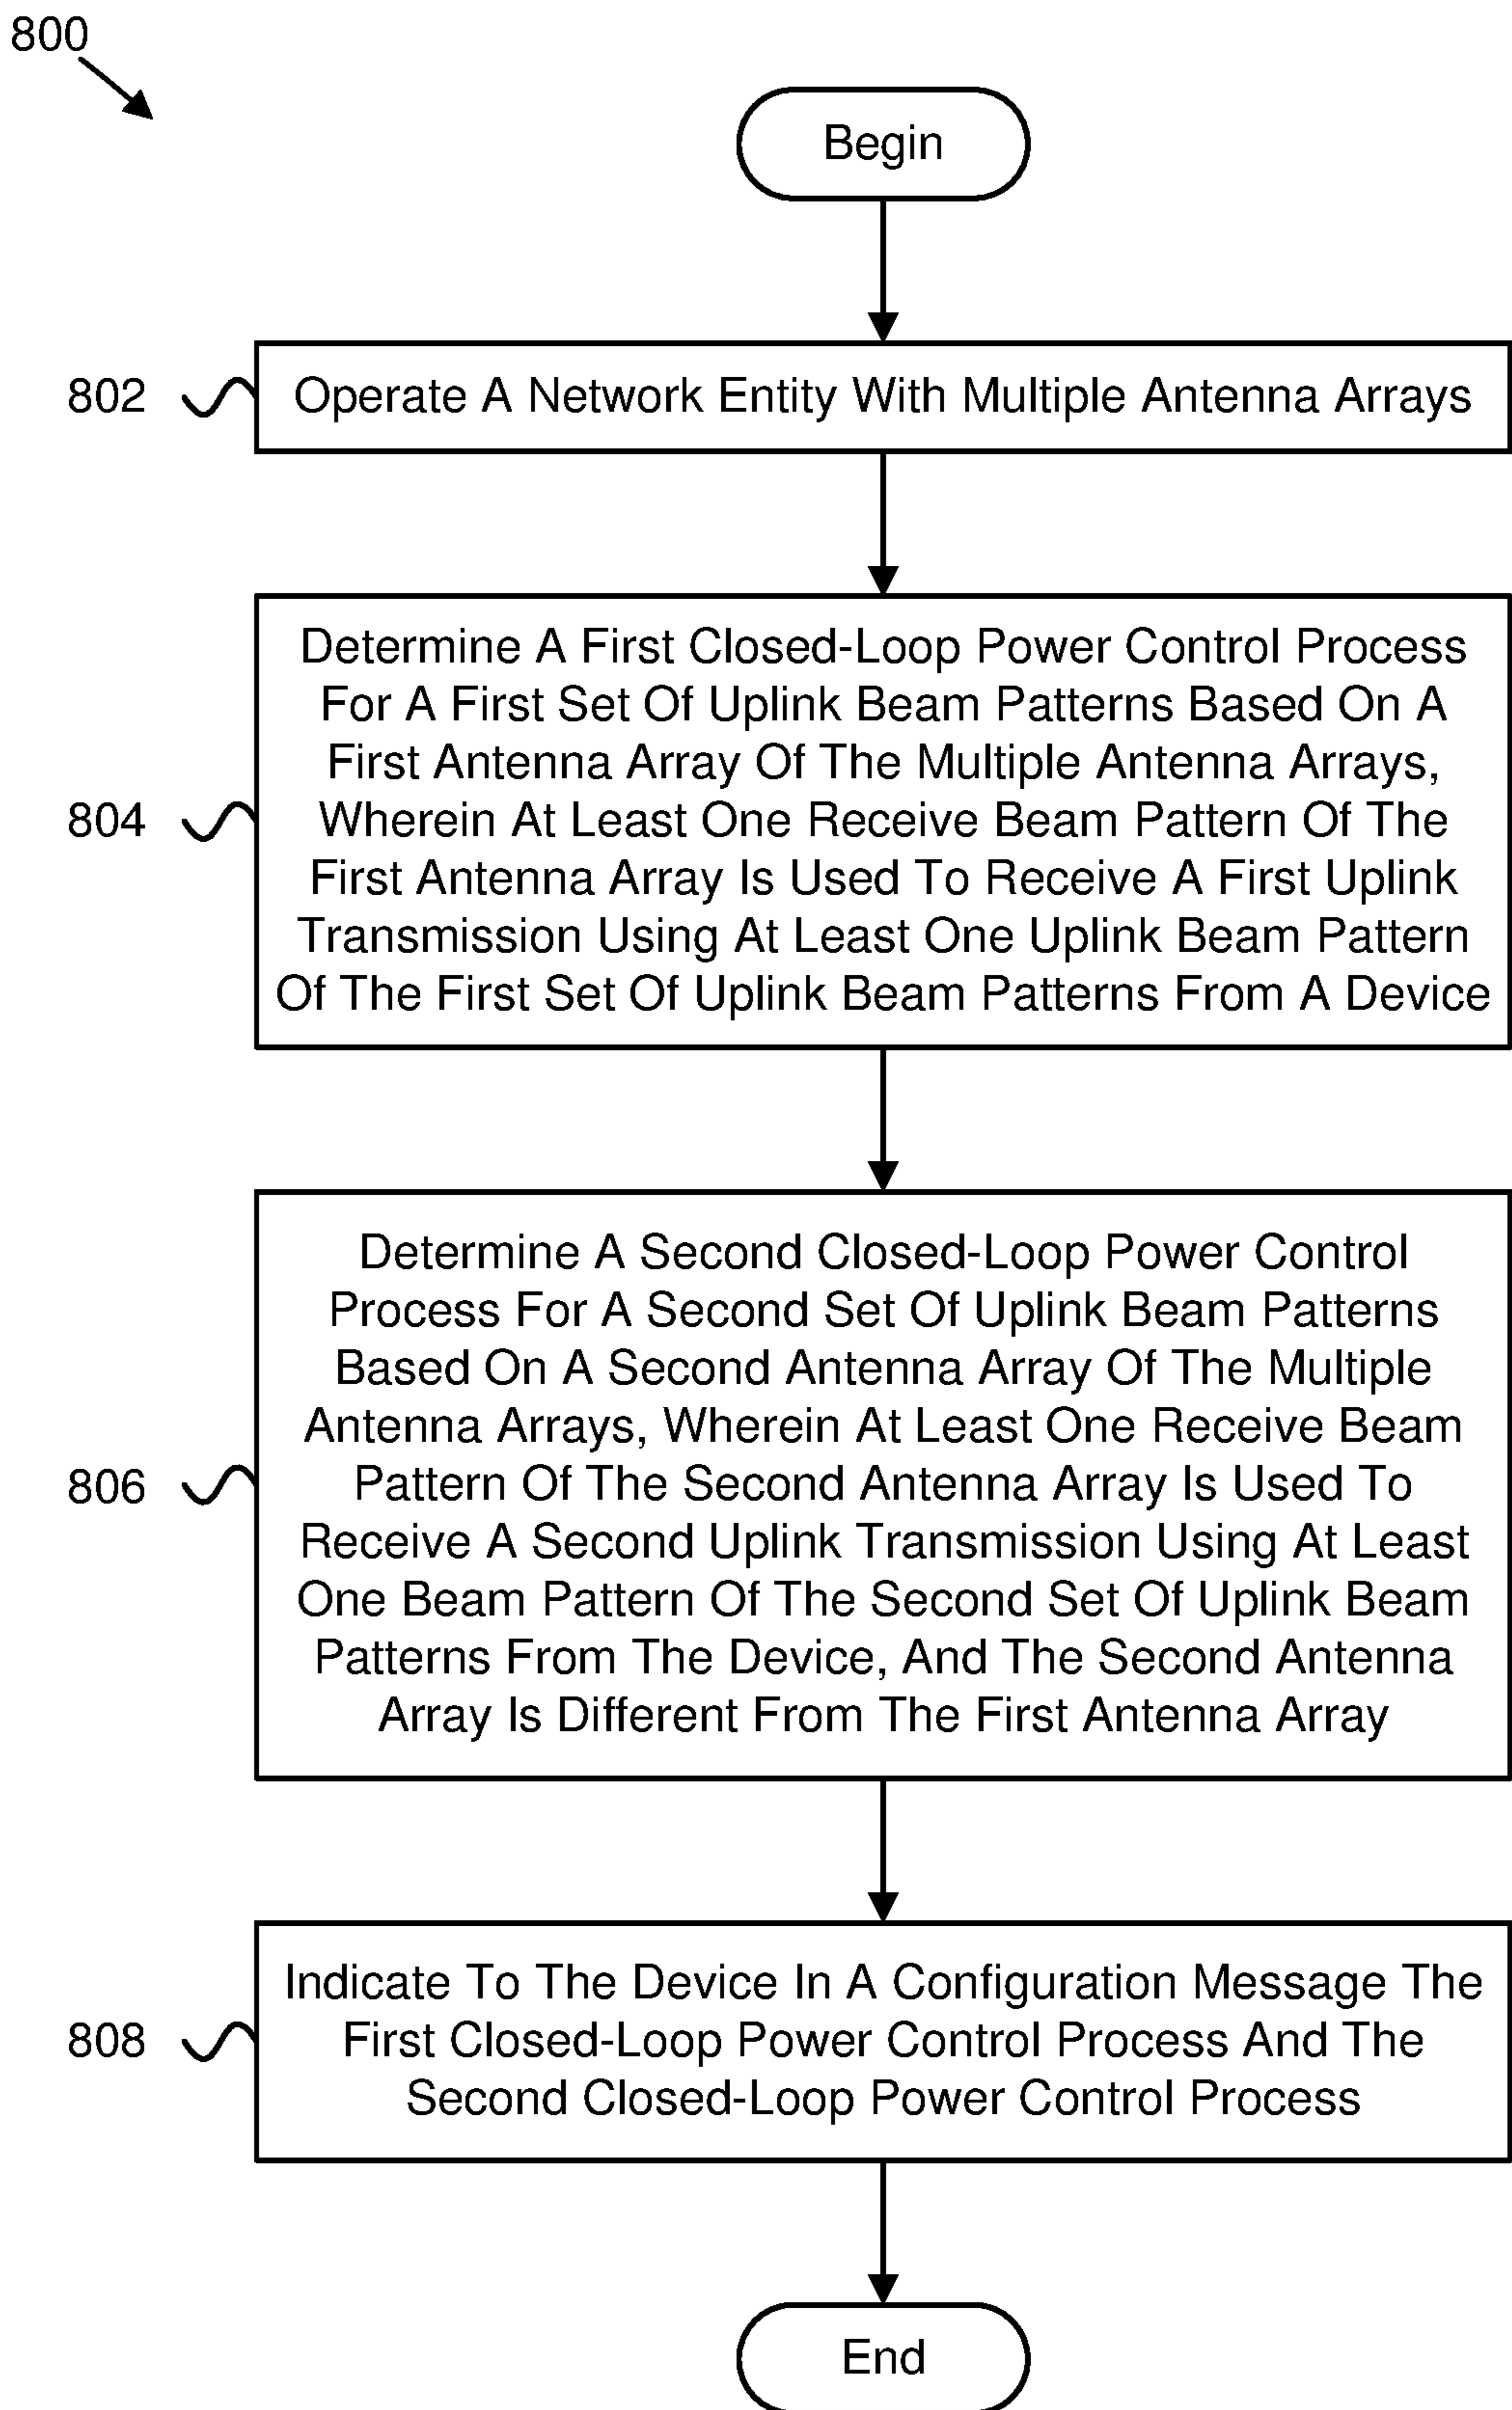 800
Begin
802
Operate A Network Entity With Multiple Antenna Arrays
804
Determine A First Closed-Loop Power Control Process
For A First Set Of Uplink Beam Patterns Based On A
First Antenna Array Of The Multiple Antenna Arrays,
Wherein At Least One Receive Beam Pattern Of The
First Antenna Array Is Used To Receive A First Uplink
Transmission Using At Least One Uplink Beam Pattern
Of The First Set Of Uplink Beam Patterns From A Device
806
Determine A Second Closed-Loop Power Control
Process For A Second Set Of Uplink Beam Patterns
Based On A Second Antenna Array Of The Multiple
Antenna Arrays, Wherein At Least One Receive Beam
Pattern Of The Second Antenna Array Is Used To
Receive A Second Uplink Transmission Using At Least
One Beam Pattern Of The Second Set Of Uplink Beam
Patterns From The Device, And The Second Antenna
Array Is Different From The First Antenna Array
808
Indicate To The Device In A Configuration Message The
First Closed-Loop Power Control Process And The
Second Closed-Loop Power Control Process
End